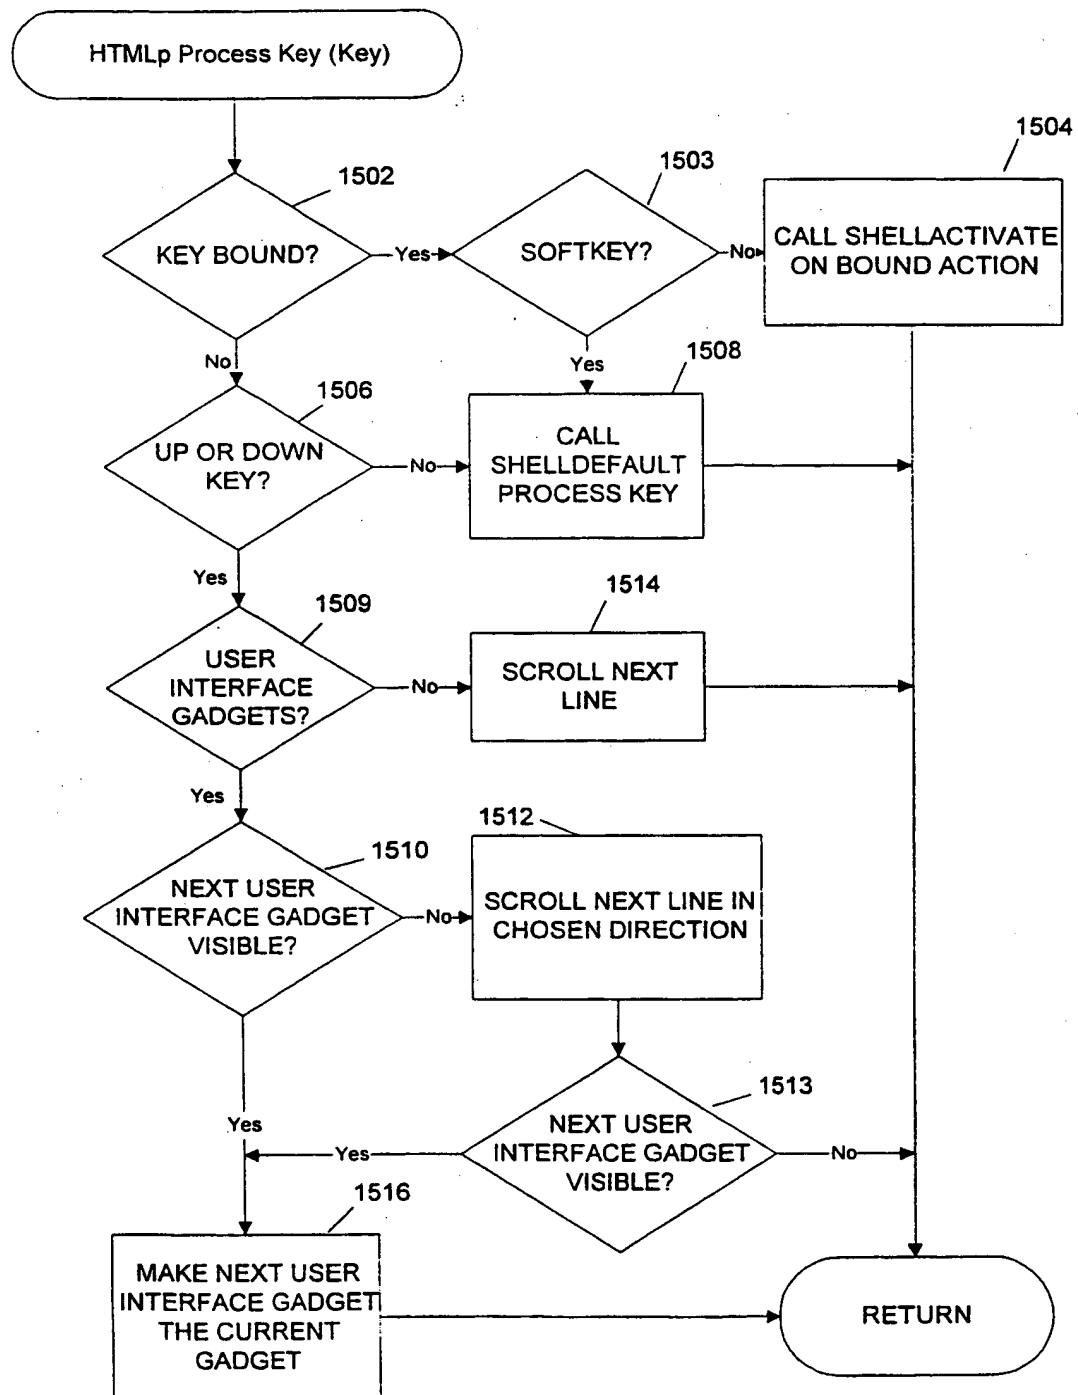 HTMLp Process Key (Key)
1502
KEY BOUND?
Yes
1503
SOFTKEY?
No
1504
CALL SHELLACTIVATE
ON BOUND ACTION
No
Yes
1506
UP OR DOWN
KEY?
No
1508
CALL
SHELLDEFAULT
PROCESS KEY
Yes
1509
USER
INTERFACE
GADGETS?
No
1514
SCROLL NEXT
LINE
Yes
1510
NEXT USER
INTERFACE GADGET
VISIBLE?
No
1512
SCROLL NEXT LINE IN
CHOSEN DIRECTION
Yes
1513
NEXT USER
INTERFACE GADGET
VISIBLE?
Yes
No
1516
MAKE NEXT USER
INTERFACE GADGET
THE CURRENT
GADGET
RETURN